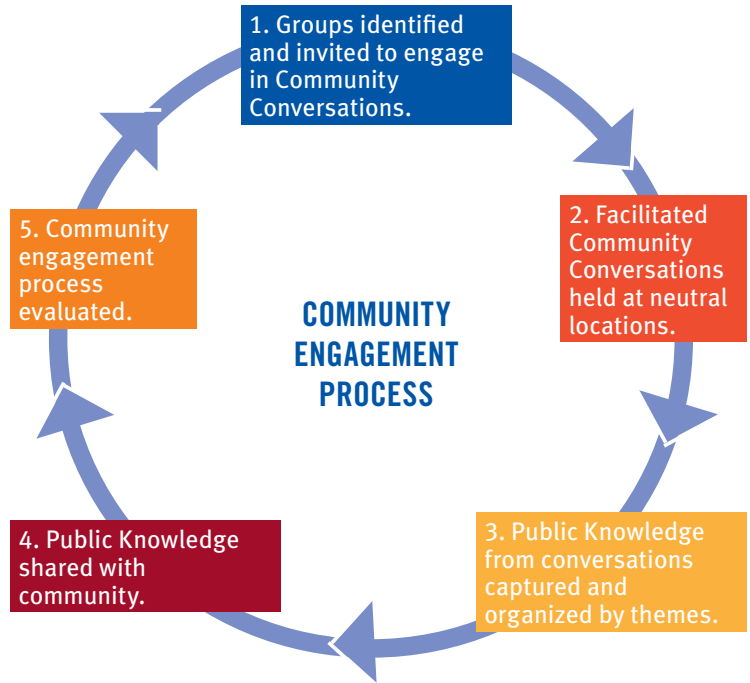 1. Groups identified
and invited to engage
in Community
Conversations.
2. Facilitated
Community
Conversations
held at neutral
locations.
3. Public Knowledge
from conversations
captured and
organized by themes.
4. Public Knowledge
shared with
community.
5. Community
engagement
process
evaluated.
COMMUNITY
ENGAGEMENT
PROCESS